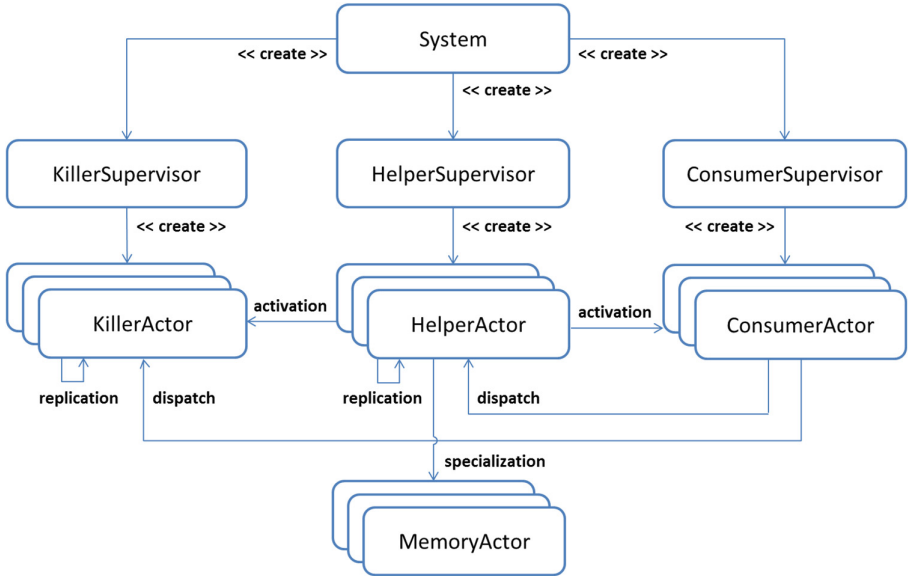 System
<< create >>
<< create >>
<< create >>
KillerSupervisor
HelperSupervisor
ConsumerSupervisor
<< create >>
<< create >>
<< create >>
activation
activation
KillerActor
HelperActor
ConsumerActor
replication
dispatch
replication
dispatch
specialization
MemoryActor